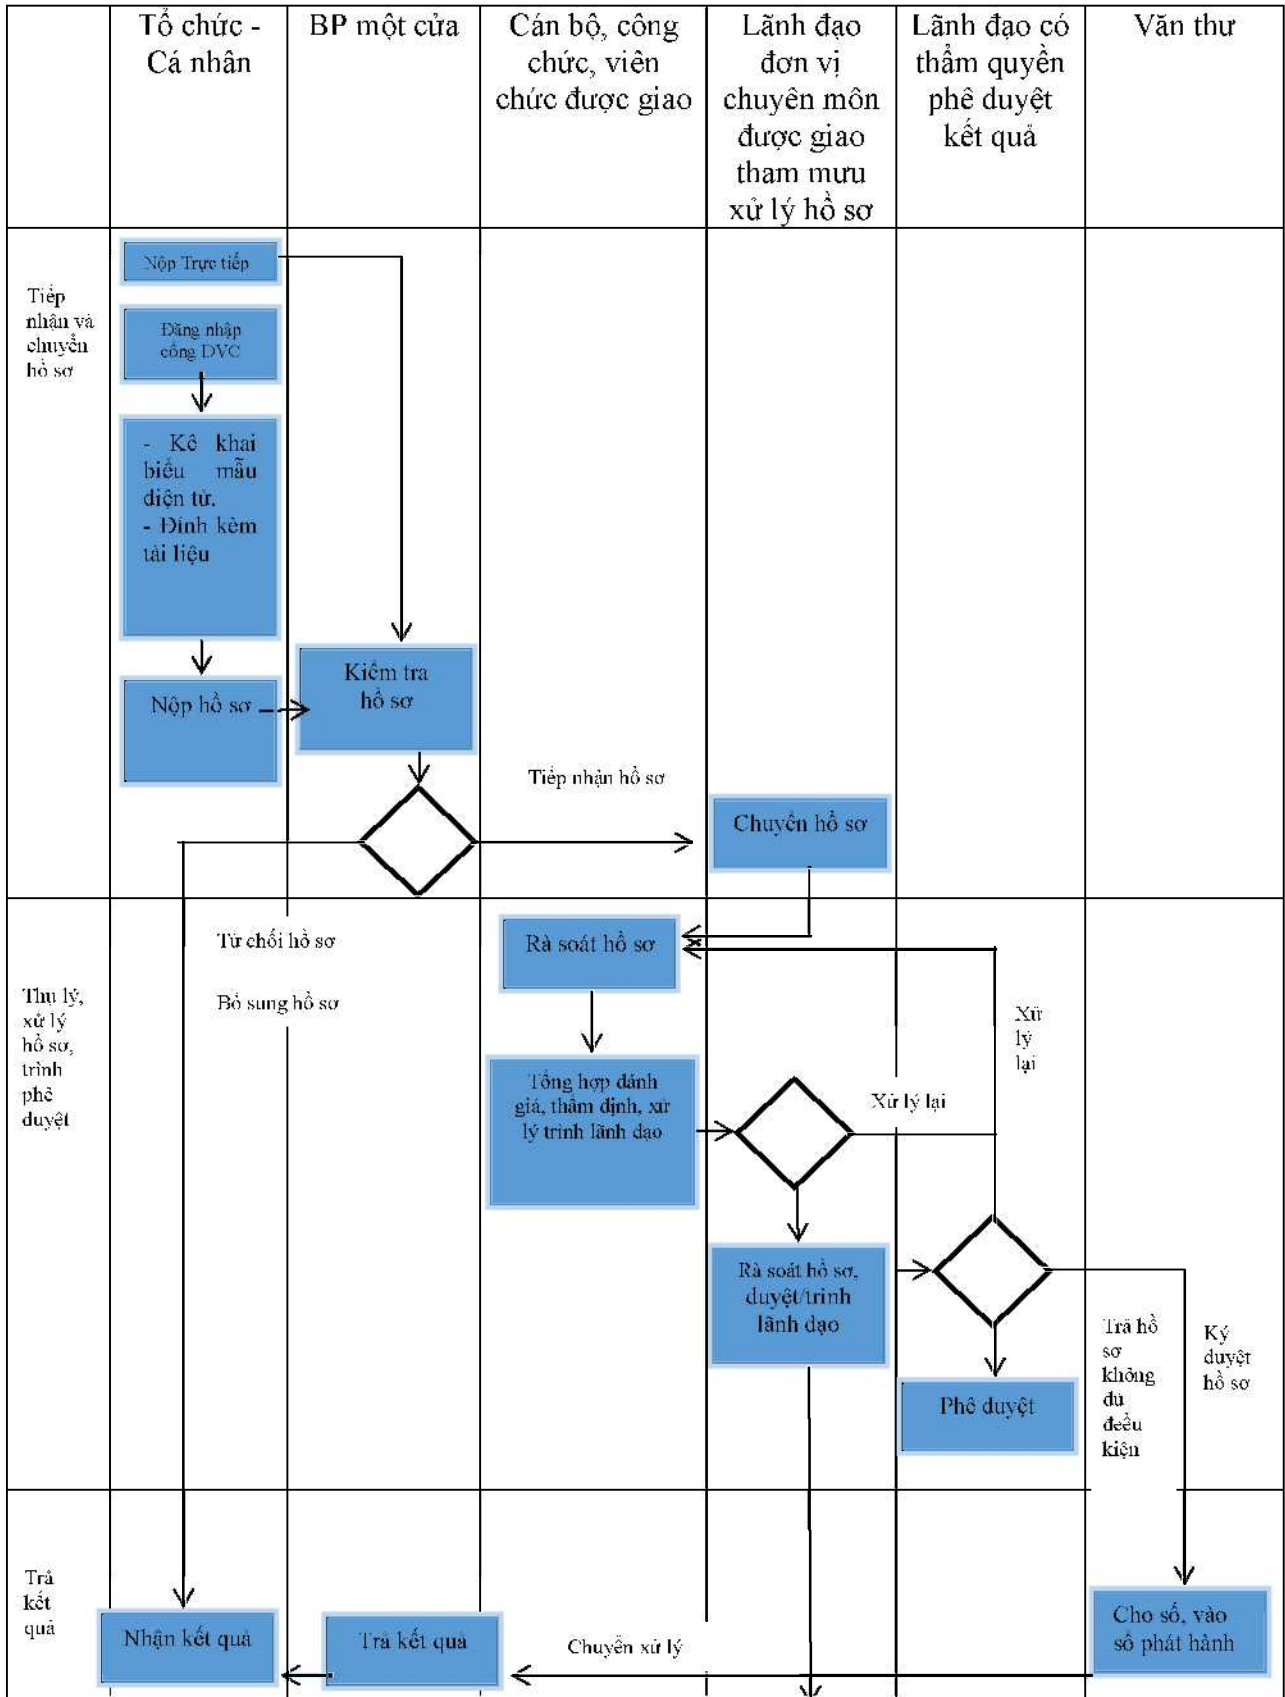 Tổ chức -
Cá nhân
BP một cửa
Cán bộ, công
chức, viên
chức được giao
Lãnh đạo
đơn vị
chuyên môn
được giao
tham mưu
xử lý hồ sơ
Lãnh đạo có
thẩm quyền
phê duyệt
kết quả
Văn thư
Tiếp
nhận và
chuyển
hồ sơ
Nộp Trực tiếp
Đăng nhập
cổng DVC
- Kê khai
biểu mẫu
điện tử.
- Đính kèm
tài liệu
Nộp hồ sơ
Kiểm tra
hồ sơ
Tiếp nhận hồ sơ
Chuyển hồ sơ
Thụ lý,
xử lý
hồ sơ,
trình
phê
duyệt
Từ chối hồ sơ
Bổ sung hồ sơ
Rà soát hồ sơ
Tổng hợp đánh
giá, thẩm định, xử
lý trình lãnh đạo
Xử lý lại
Xử
lý
lại
Rà soát hồ sơ,
duyệt/trình
lãnh đạo
Phê duyệt
Trả hồ
sơ
không
đủ
đeều
kiện
Ký
duyệt
hồ sơ
Trả
kết
quả
Nhận kết quả
Trả kết quả
Chuyển xử lý
Cho số, vào
sổ phát hành